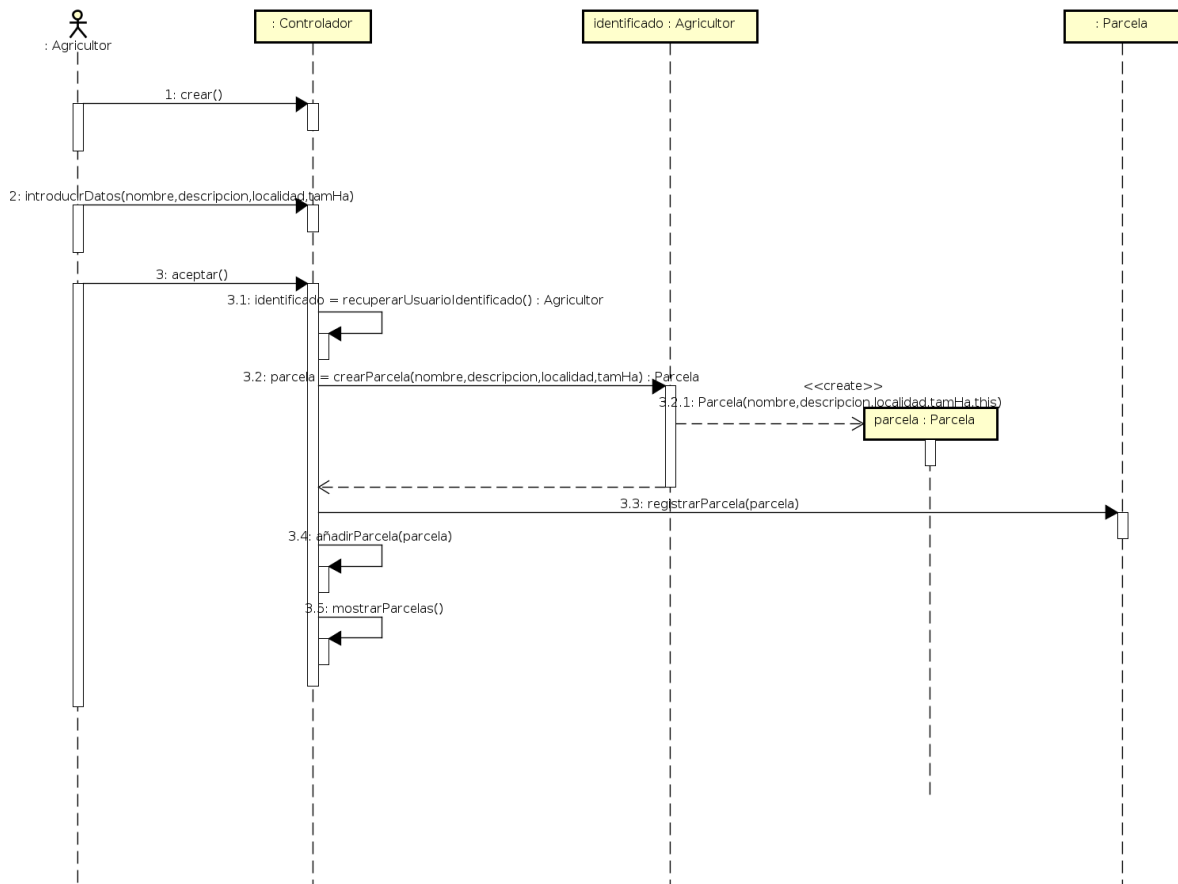 : Agricultor
: Controlador
identificado : Agricultor
: Parcela
1: crear()
2: introducirDatos(nombre,descripcion,localidad,tamHa)
3: aceptar()
3.1: identificado = recuperarUsuarioIdentificado() : Agricultor
3.2: parcela = crearParcela(nombre,descripcion,localidad,tamHa) : Parcela
<<create>>
3.2.1: Parcela(nombre,descripcion,localidad,tamHa,this)
parcela : Parcela
3.3: registrarParcela(parcela)
3.4: añadirParcela(parcela)
3.5: mostrarParcelas()